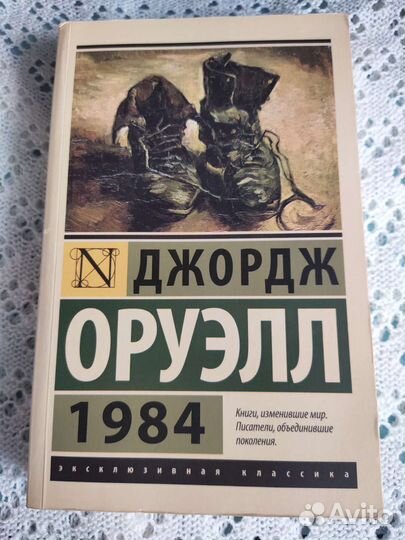 N ДЖОРДЖ
ОРУЭЛЛ
1984
Книги, изменившие мир.
Писатели, объединившие
поколения.
эксклюзивная классика
Avito